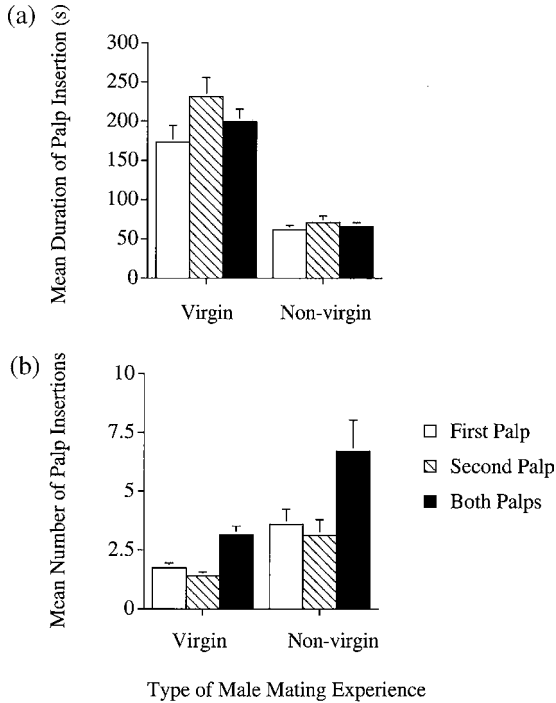 (a)
Mean Duration of Palp Insertion (s)
300
250
200
150
100
50
0
Virgin Non-virgin
(b)
Mean Number of Palp Insertions
10
7.5
5
2.5
0
Virgin Non-virgin
First Palp
Second Palp
Both Palps
Type of Male Mating Experience